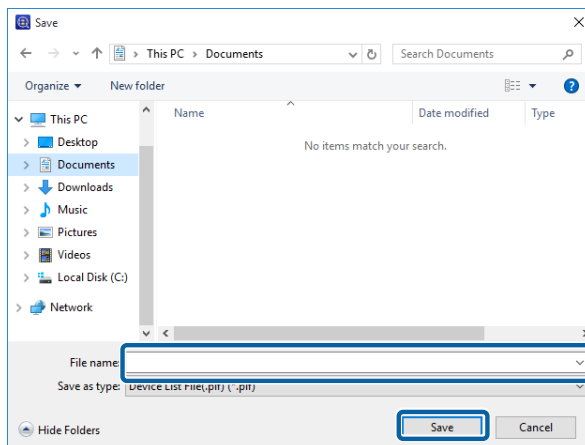 Save
This PC > Documents
Search Documents
Organize
New folder
Name
Date modified
Type
No items match your search.
This PC
Desktop
Documents
Downloads
Music
Pictures
Videos
Local Disk (C:)
Network
File name:
Save as type: Device List File(.plf) (*.plf)
Hide Folders
Save
Cancel